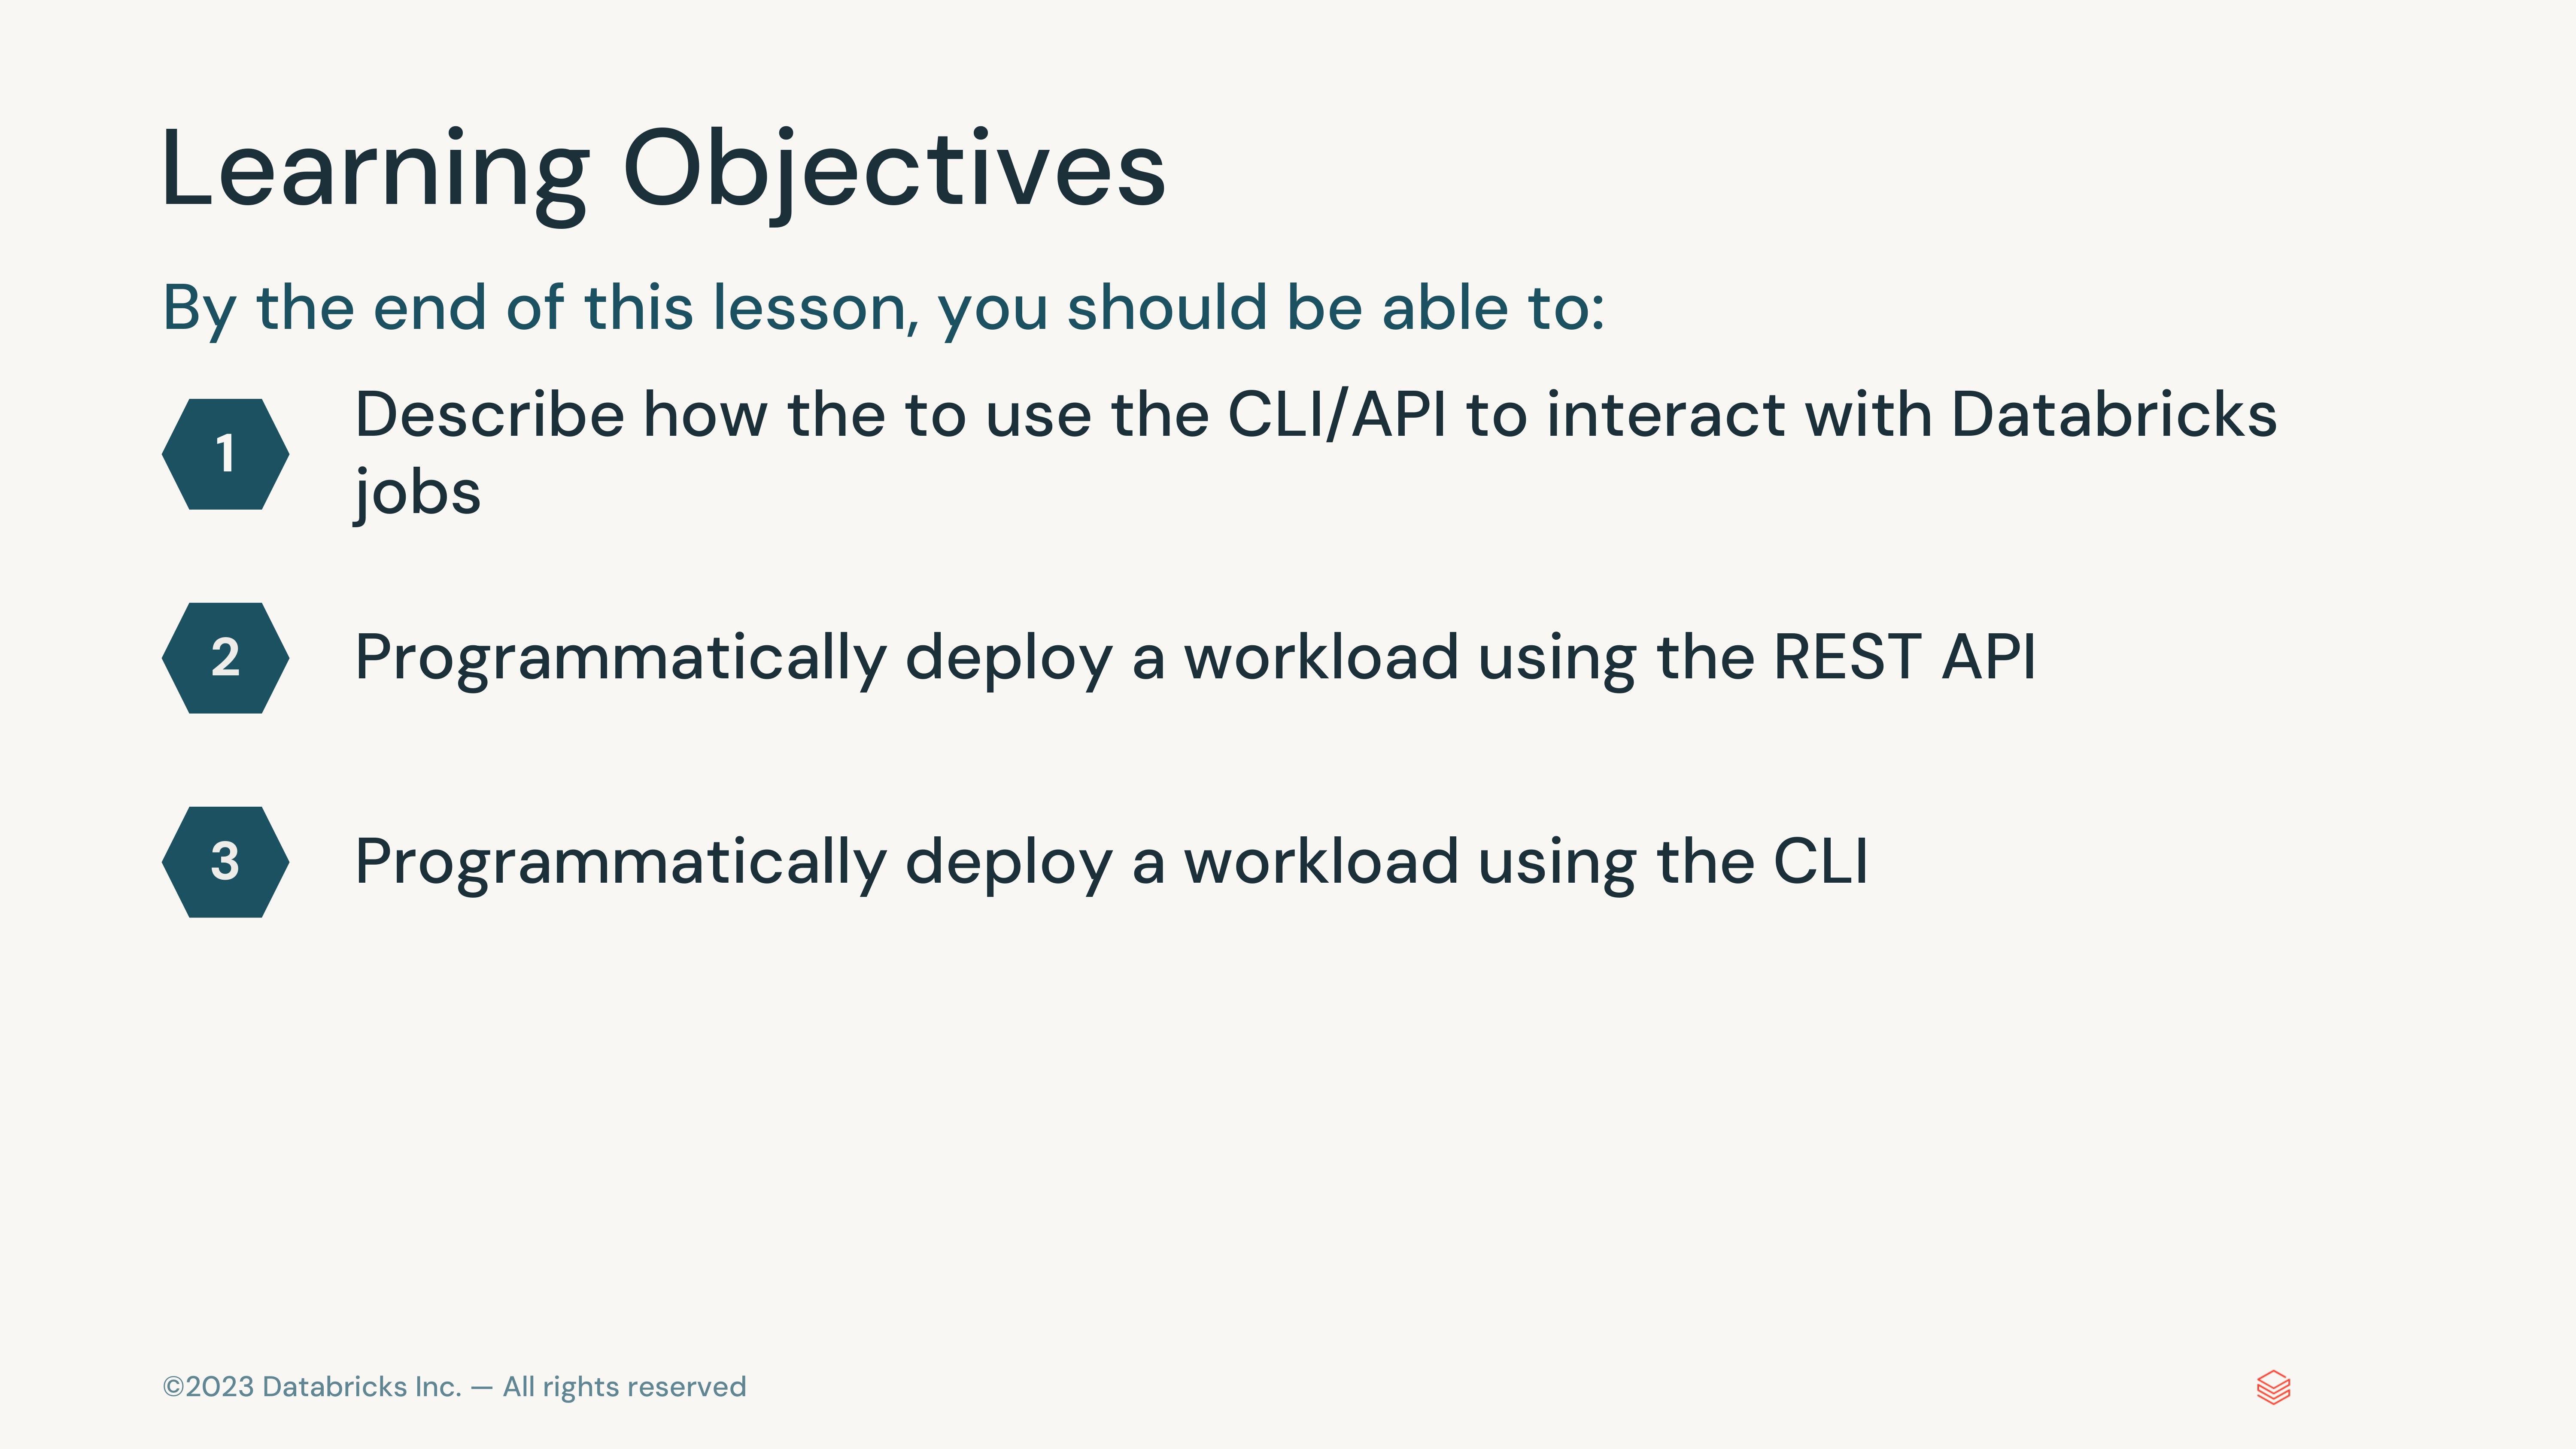 Learning Objectives
By the end of this lesson, you should be able to:
1
Describe how the to use the CLI/API to interact with Databricks
jobs
2
Programmatically deploy a workload using the REST API
3
Programmatically deploy a workload using the CLI
©2023 Databricks Inc. — All rights reserved